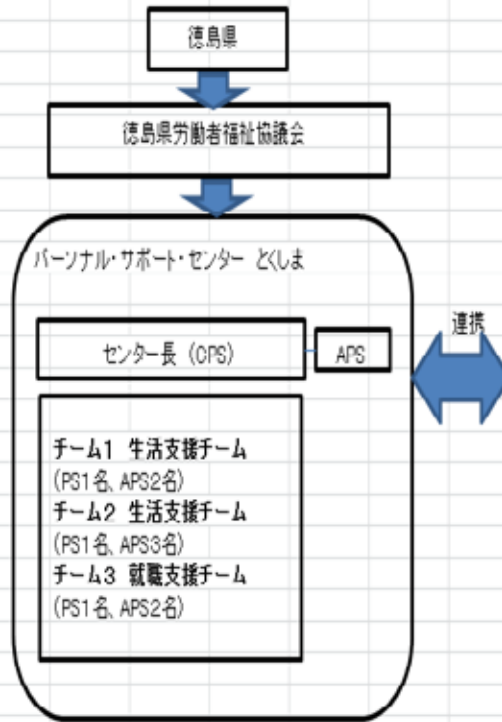 徳島県
徳島県労働者福祉協議会
パーソナル・サポート・センター とくしま
センター長 (CPS)
APS
連携
チーム1 生活支援チーム
(PS1名、APS2名)
チーム2 生活支援チーム
(PS1名、APS3名)
チーム3 就職支援チーム
(PS1名、APS2名)